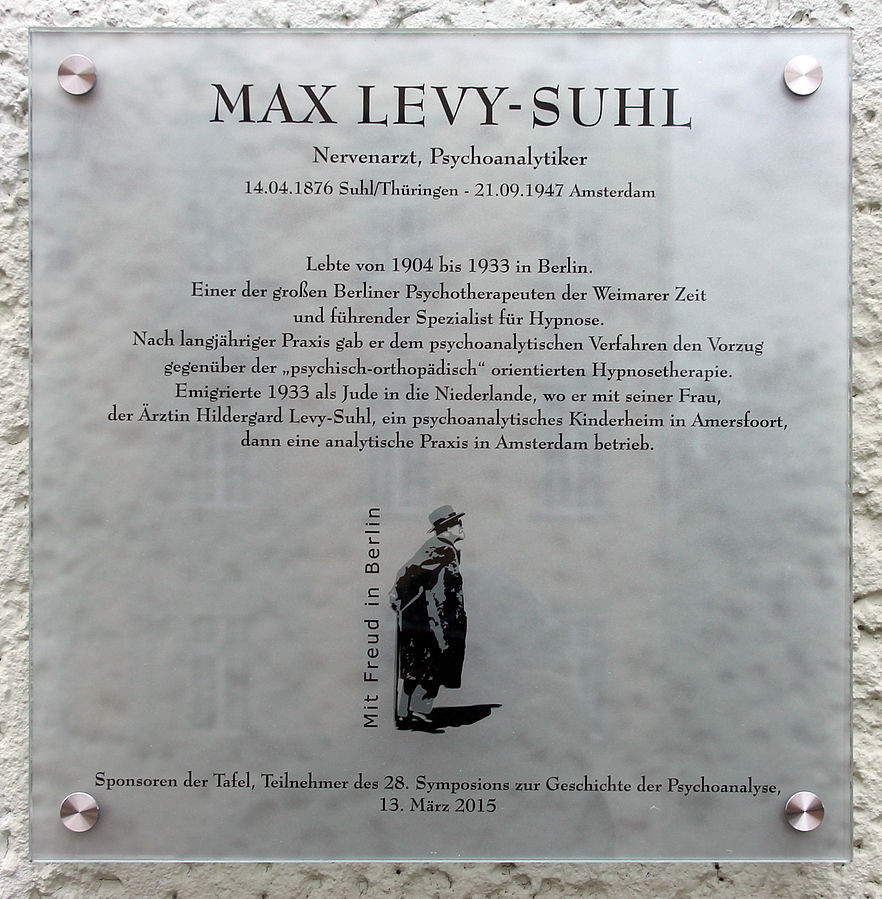 MAX LEVY-SUHL
Nervenarzt, Psychoanalytiker
14.04.1876 Suhl/Thüringen - 21.09.1947 Amsterdam
Lebte von 1904 bis 1933 in Berlin.
Einer der großen Berliner Psychotherapeuten der Weimarer Zeit
und führender Spezialist für Hypnose.
Nach langjähriger Praxis gab er dem psychoanalytischen Verfahren den Vorzug
gegenüber der „psychisch-orthopädisch“ orientierten Hypnosetherapie.
Emigrierte 1933 als Jude in die Niederlande, wo er mit seiner Frau,
der Ärztin Hildergard Levy-Suhl, ein psychoanalytisches Kinderheim in Amersfoort,
dann eine analytische Praxis in Amsterdam betrieb.
Mit Freud in Berlin
Sponsoren der Tafel, Teilnehmer des 28. Symposions zur Geschichte der Psychoanalyse,
13. März 2015